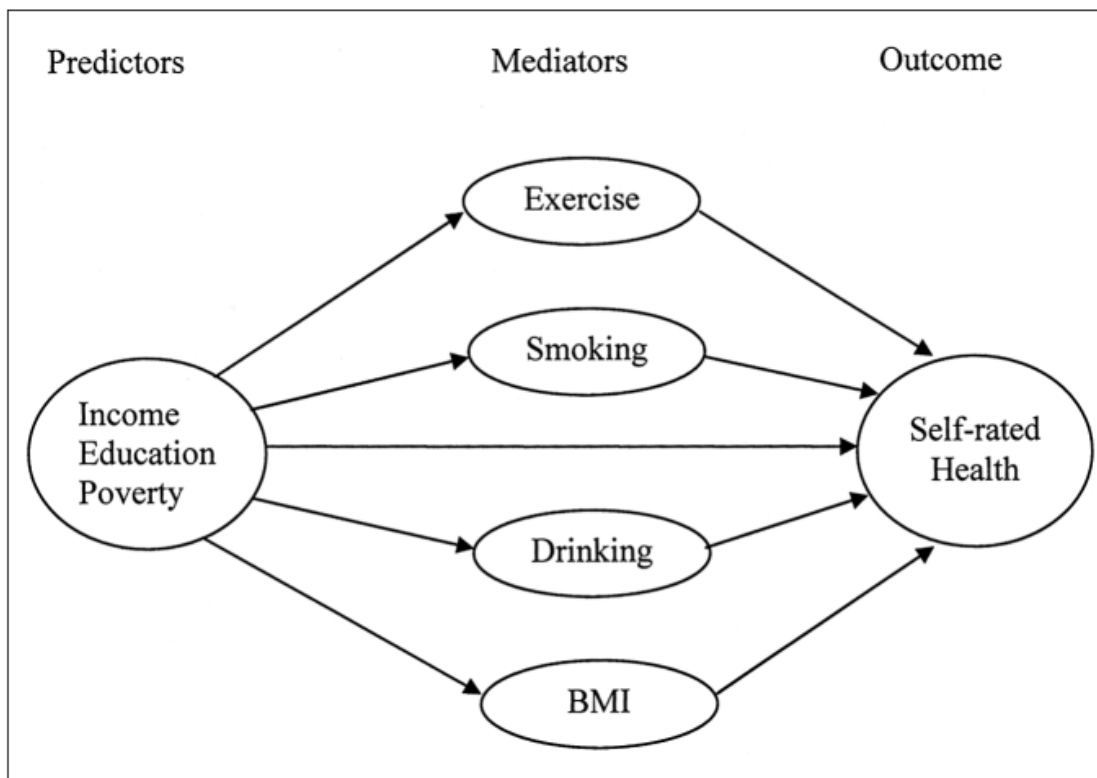 Predictors
Mediators
Outcome
Exercise
Smoking
Income
Education
Poverty
Self-rated
Health
Drinking
BMI